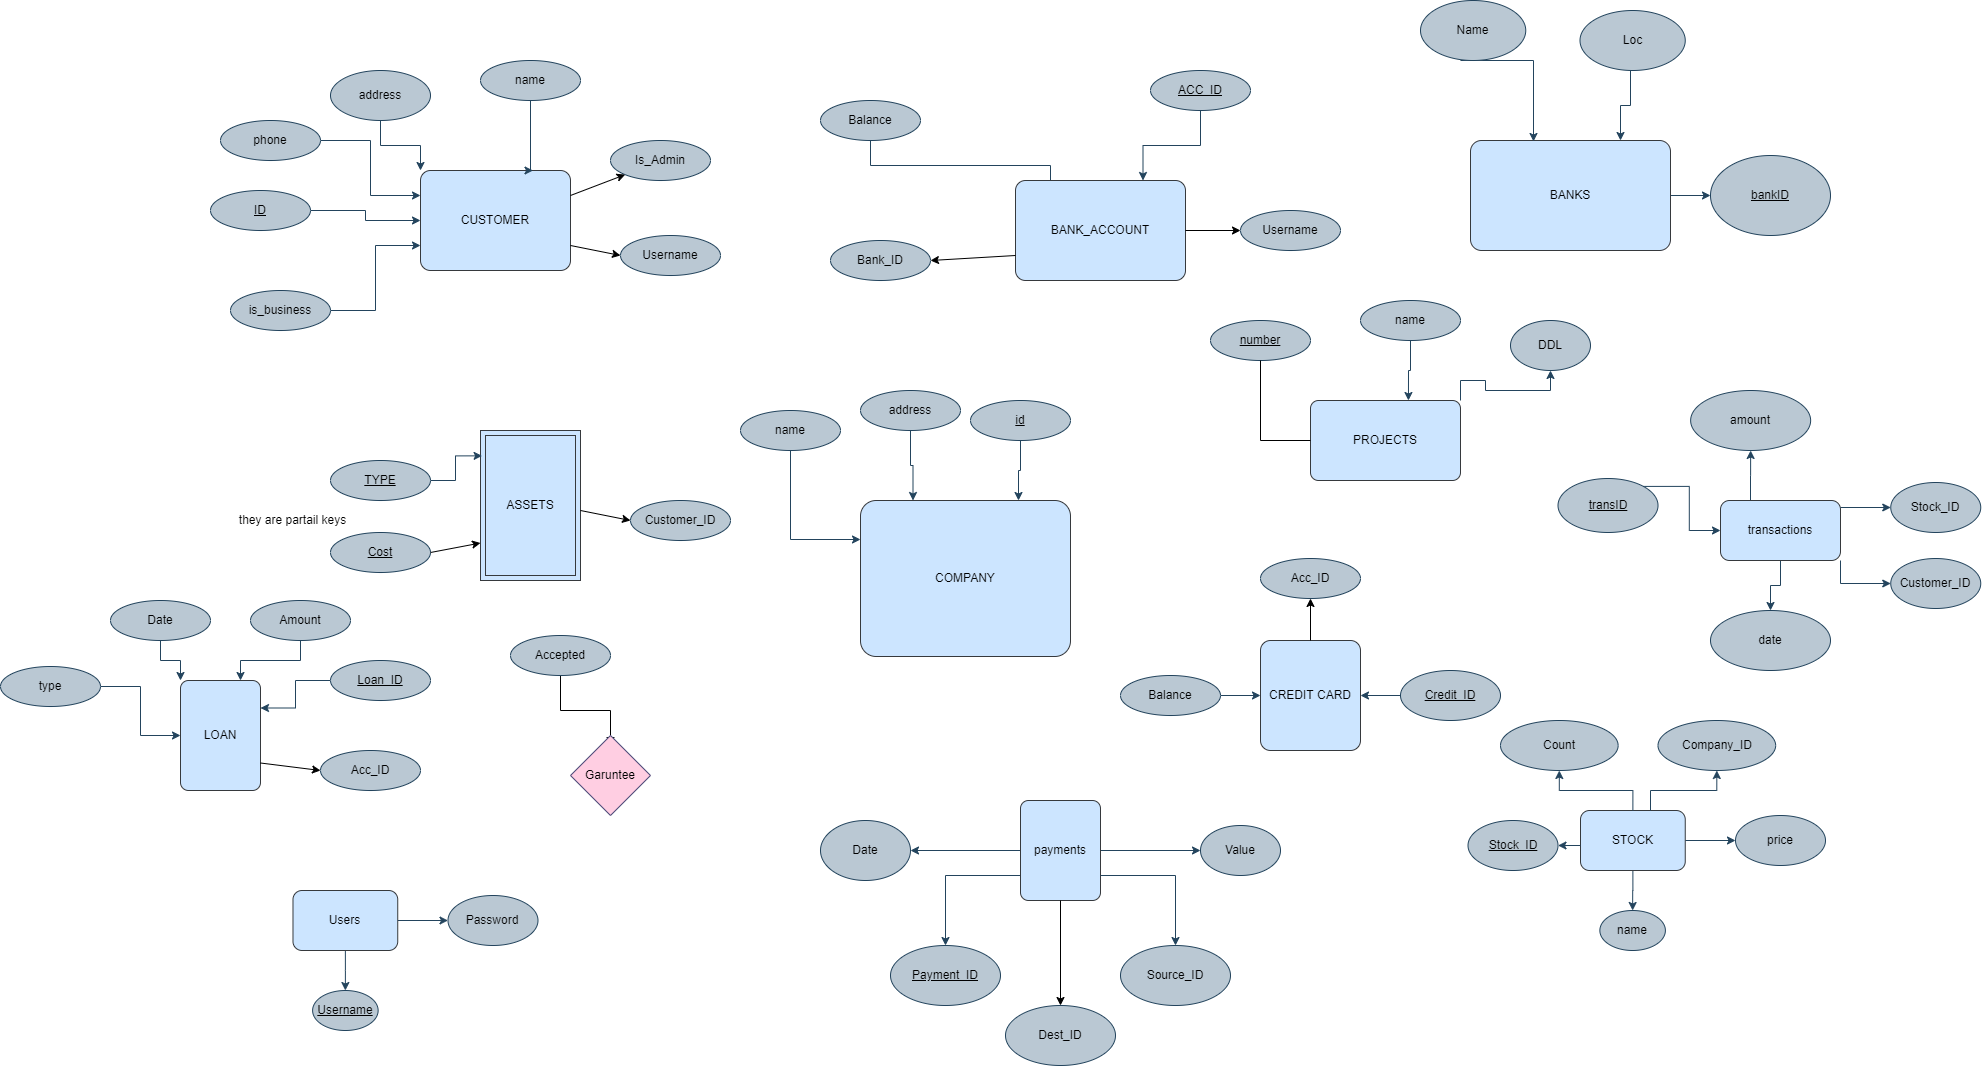 Name
Loc
name
address
ACC_ID
Balance
phone
Is_Admin
ID
CUSTOMER
BANK_ACCOUNT
Username
BANKS
bankID
Username
Bank_ID
is_business
number
name
DDL
PROJECTS
name
address
id
amount
TYPE
ASSETS
Customer_ID
they are partail keys
Cost
COMPANY
transID
transactions
Stock_ID
Customer_ID
date
Acc_ID
Date
Amount
Accepted
type
Loan_ID
LOAN
Acc_ID
Garuntee
Balance
CREDIT CARD
Credit_ID
Count
Company_ID
Stock_ID
STOCK
price
name
Date
payments
Value
Payment_ID
Source_ID
Dest_ID
Users
Password
Username